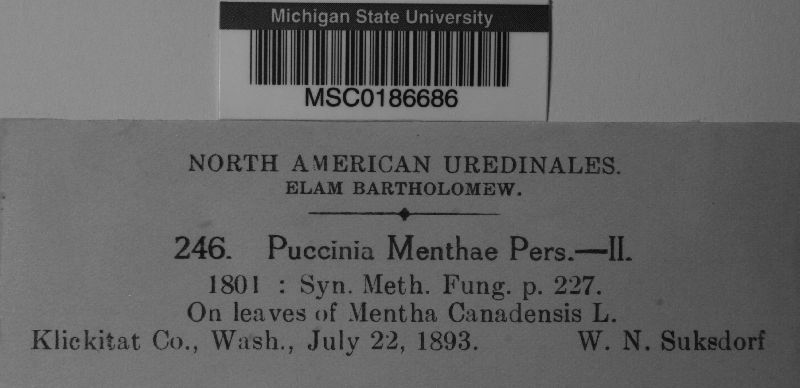 Michigan State University
MSC0186686
NORTH AMERICAN UREDINALES.
ELAM BARTHOLOMEW.
246. Puccinia Menthae Pers.—II.
1801 : Syn. Meth. Fung. p. 227.
On leaves of Mentha Canadensis L.
Klickitat Co., Wash., July 22, 1893. W. N. Suksdorf